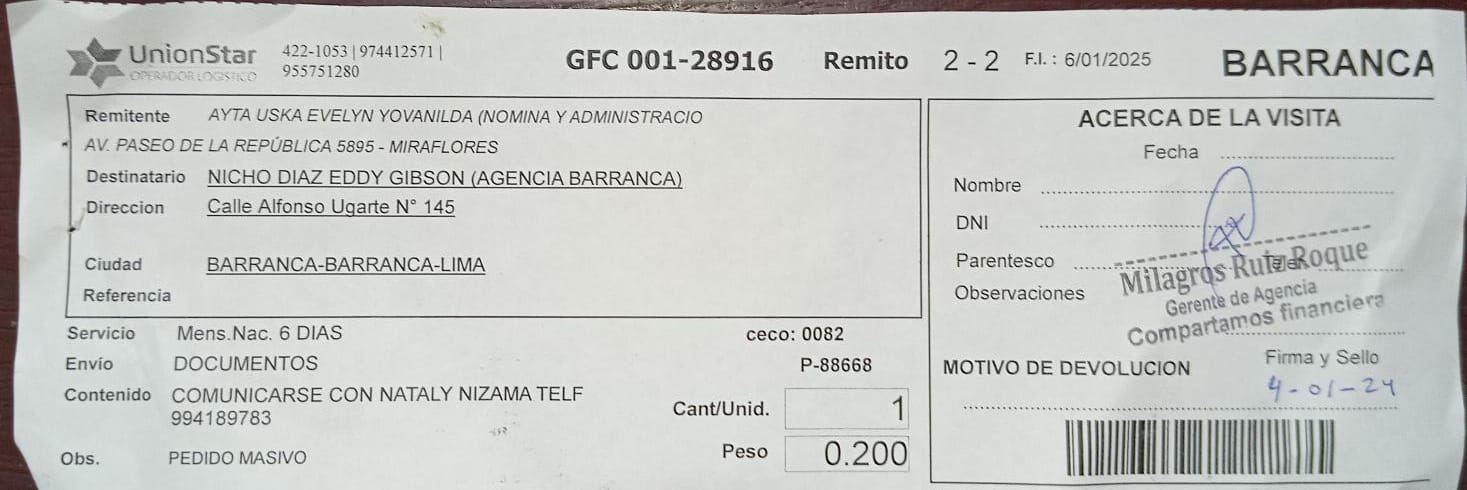 UnionStar
OPERADOR LOGISTICO
422-1053 | 974412571 |
955751280
GFC 001-28916
Remito 2 - 2
F.I. : 6/01/2025
BARRANCA
Remitente AYTA USKA EVELYN YOVANILDA (NOMINA Y ADMINISTRACIO
AV. PASEO DE LA REPÚBLICA 5895 - MIRAFLORES
Destinatario NICHO DIAZ EDDY GIBSON (AGENCIA BARRANCA)
Direccion Calle Alfonso Ugarte N° 145
Ciudad BARRANCA-BARRANCA-LIMA
Referencia
Servicio Mens.Nac. 6 DIAS
ceco: 0082
Envío DOCUMENTOS
P-88668
Contenido COMUNICARSE CON NATALY NIZAMA TELF
994189783
Cant/Unid. 1
Peso 0.200
Obs. PEDIDO MASIVO
ACERCA DE LA VISITA
Fecha
Nombre
DNI
Parentesco
Observaciones
Milagros Ruiz Roque
Gerente de Agencia
Compartamos financiera
Firma y Sello
MOTIVO DE DEVOLUCION
4-01-24